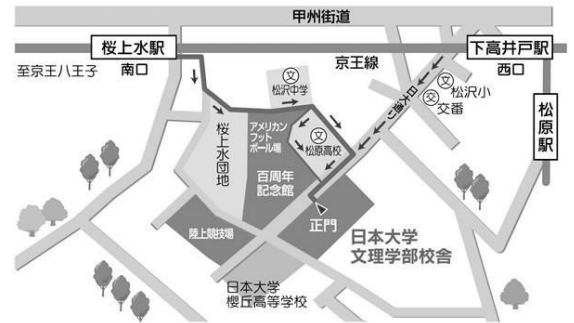 甲州街道
桜上水駅
下高井戸駅
至京王八王子
南口
京王線
西口
文
松沢中学
日大通り
文
松沢小
交
交番
松原駅
桜上水団地
アメリカン
フット
ボール場
文
松原高校
百周年
記念館
正門
陸上競技場
日本大学
文理学部校舎
日本大学
櫻丘高等学校